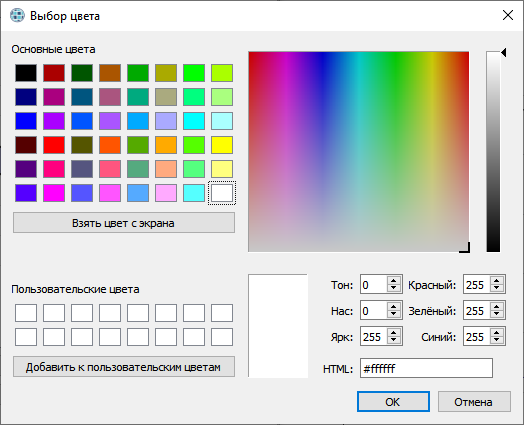 Выбор цвета
Основные цвета
Взять цвет с экрана
Пользовательские цвета
Добавить к пользовательским цветам
Тон: 0 Красный: 255
Нас: 0 Зелёный: 255
Ярк: 255 Синий: 255
HTML: #ffffff
OK Отмена